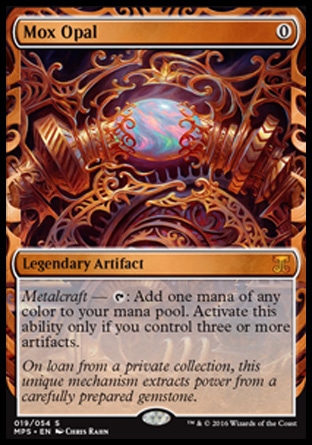 Mox Opal 0
Legendary Artifact
Metalcraft — : Add one mana of any
color to your mana pool. Activate this
ability only if you control three or more
artifacts.
On loan from a private collection, this
unique mechanism extracts power from a
carefully prepared gemstone.
019/054 S
MPS • EN Chris Rahn
™ & © 2016 Wizards of the Coast